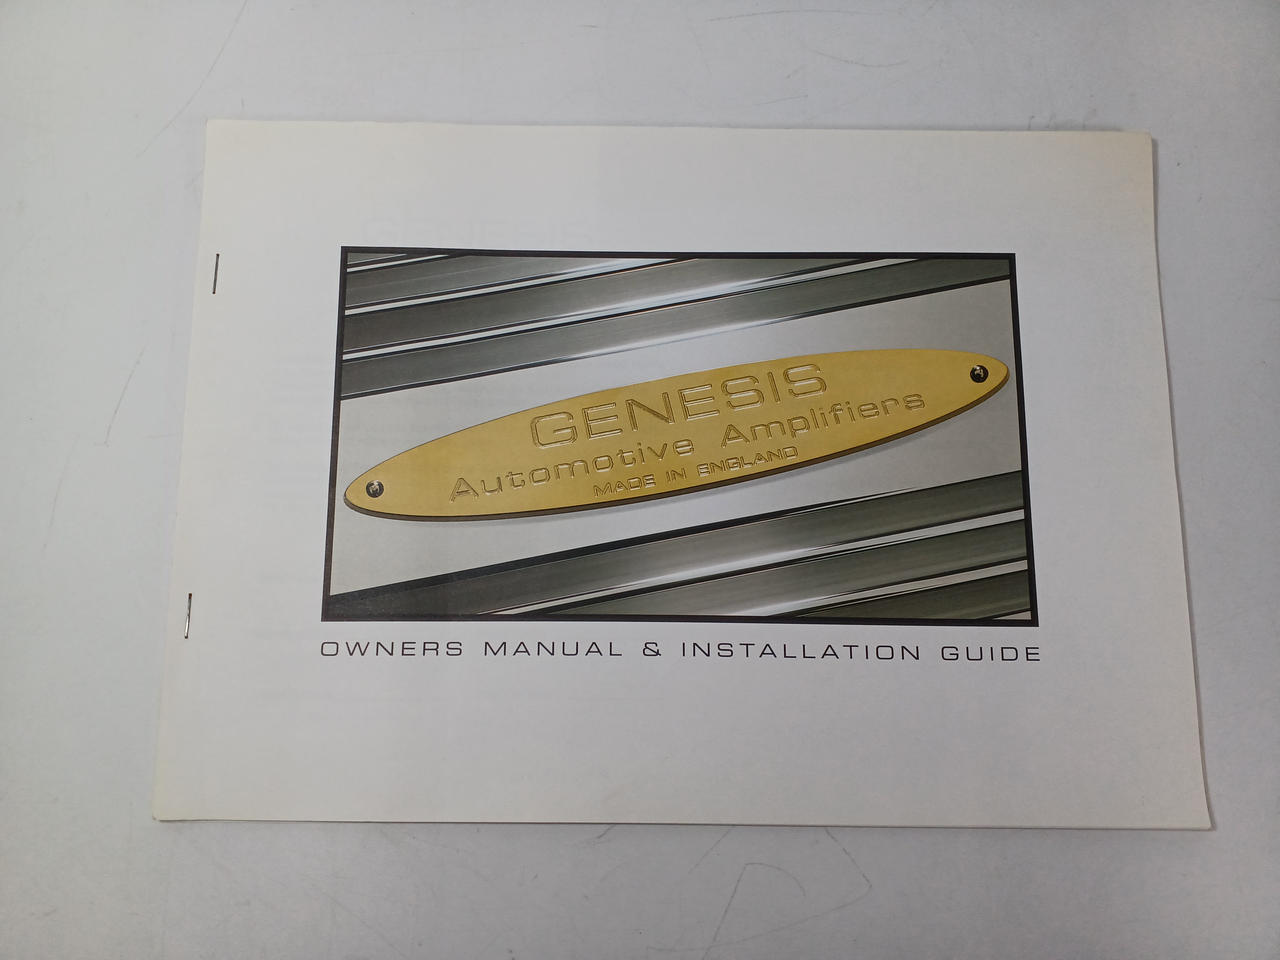 GENESIS
Automotive Amplifiers
MADE IN ENGLAND
OWNERS MANUAL & INSTALLATION GUIDE